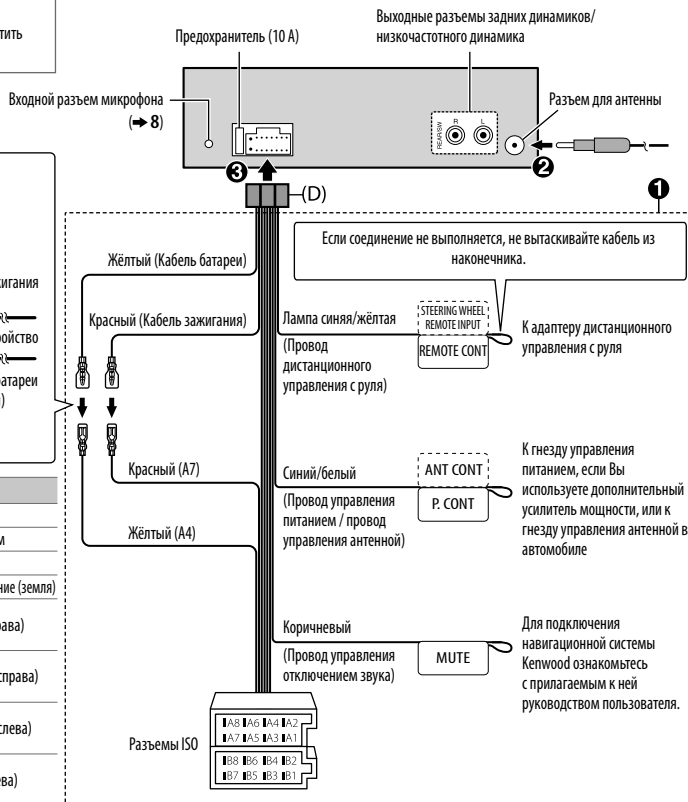 тить
Выходные разъемы задних динамиков/
низкочастотного динамика
Предохранитель (10 A)
Входной разъем микрофона
(➜ 8)
Разъем для антенны
REAR/SW
R
L
3
2
1
(D)
Если соединение не выполняется, не вытаскивайте кабель из
наконечника.
жигания
ройство
батареи
)
Жёлтый (Кабель батареи)
Красный (Кабель зажигания)
Лампа синяя/жёлтая
(Провод
дистанционного
управления с руля)
STEERING WHEEL
REMOTE INPUT
REMOTE CONT
К адаптеру дистанционного
управления с руля
Красный (A7)
Жёлтый (A4)
Синий/белый
(Провод управления
питанием / провод
управления антенной)
ANT CONT
P. CONT
К гнезду управления
питанием, если Вы
используете дополнительный
усилитель мощности, или к
гнезду управления антенной в
автомобиле
м
ние (земля)
рава)
справа)
слева)
ева)
Коричневый
(Провод управления
отключением звука)
MUTE
Для подключения
навигационной системы
Kenwood ознакомьтесь
с прилагаемым к ней
руководством пользователя.
Разъемы ISO
A8 A6 A4 A2
A7 A5 A3 A1
B8 B6 B4 B2
B7 B5 B3 B1